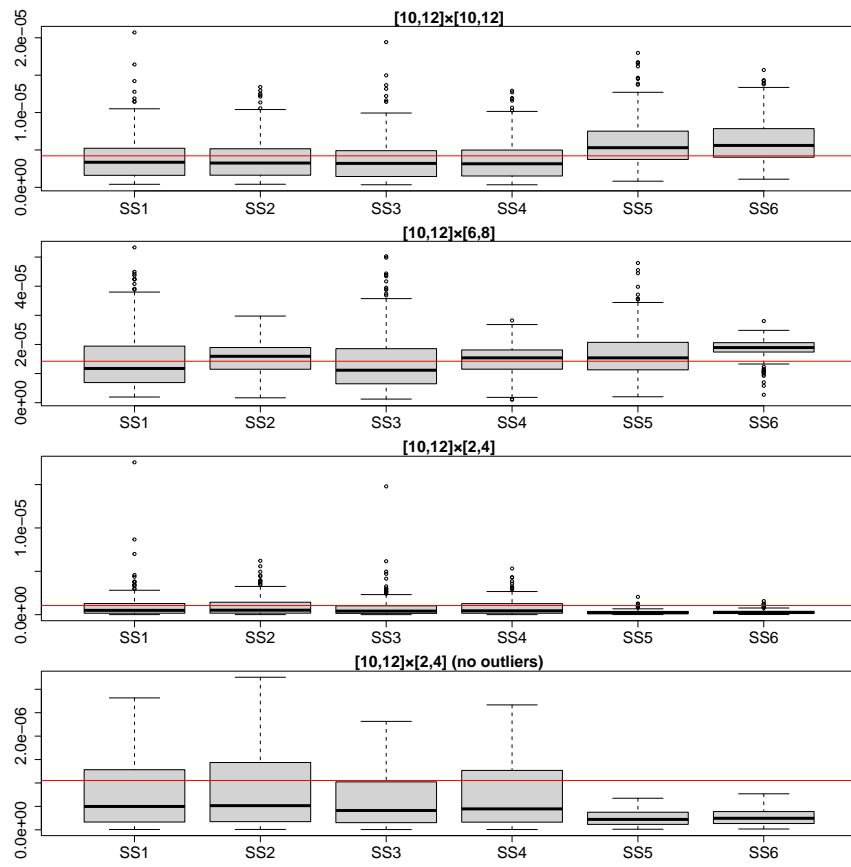 [10,12]×[10,12]
2.0e-05
1.0e-05
0.0e+00
SS1 SS2 SS3 SS4 SS5 SS6
[10,12]×[6,8]
4e-05
2e-05
0e+00
SS1 SS2 SS3 SS4 SS5 SS6
[10,12]×[2,4]
1.0e-05
0.0e+00
SS1 SS2 SS3 SS4 SS5 SS6
[10,12]×[2,4] (no outliers)
2.0e-06
0.0e+00
SS1 SS2 SS3 SS4 SS5 SS6